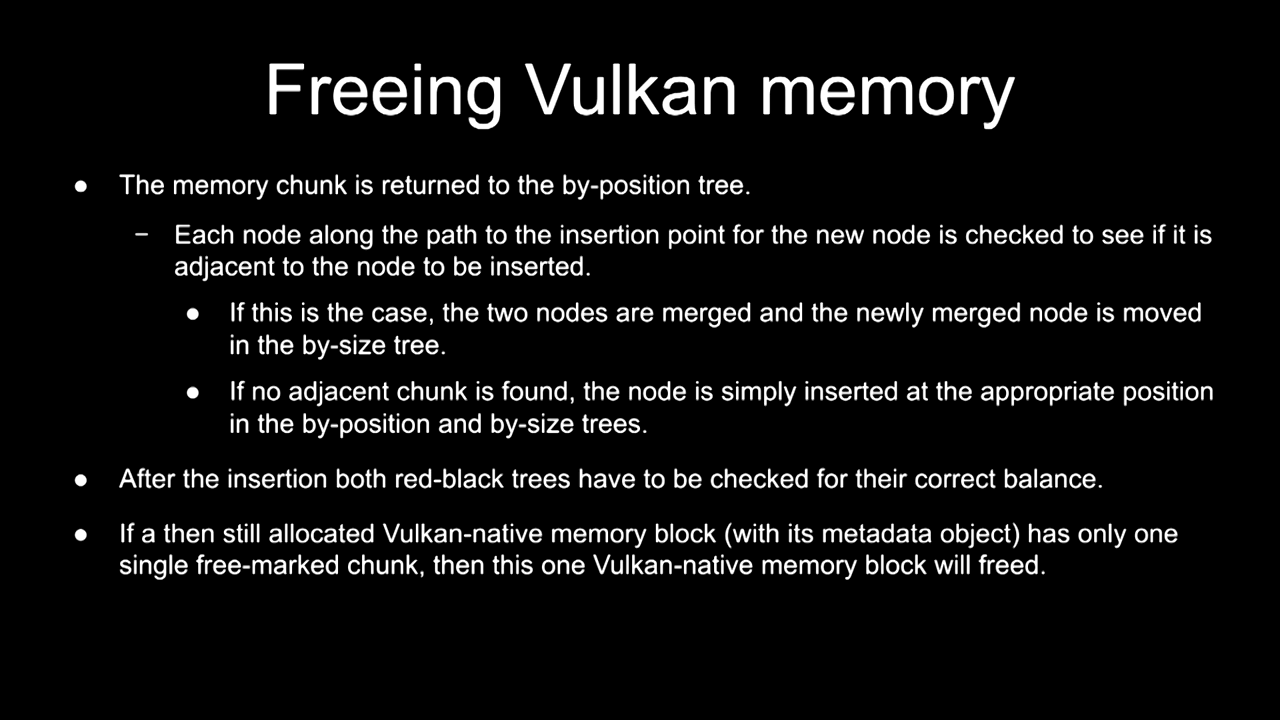 Freeing Vulkan memory
● The memory chunk is returned to the by-position tree.
– Each node along the path to the insertion point for the new node is checked to see if it is
adjacent to the node to be inserted.
● If this is the case, the two nodes are merged and the newly merged node is moved
in the by-size tree.
● If no adjacent chunk is found, the node is simply inserted at the appropriate position
in the by-position and by-size trees.
● After the insertion both red-black trees have to be checked for their correct balance.
● If a then still allocated Vulkan-native memory block (with its metadata object) has only one
single free-marked chunk, then this one Vulkan-native memory block will freed.